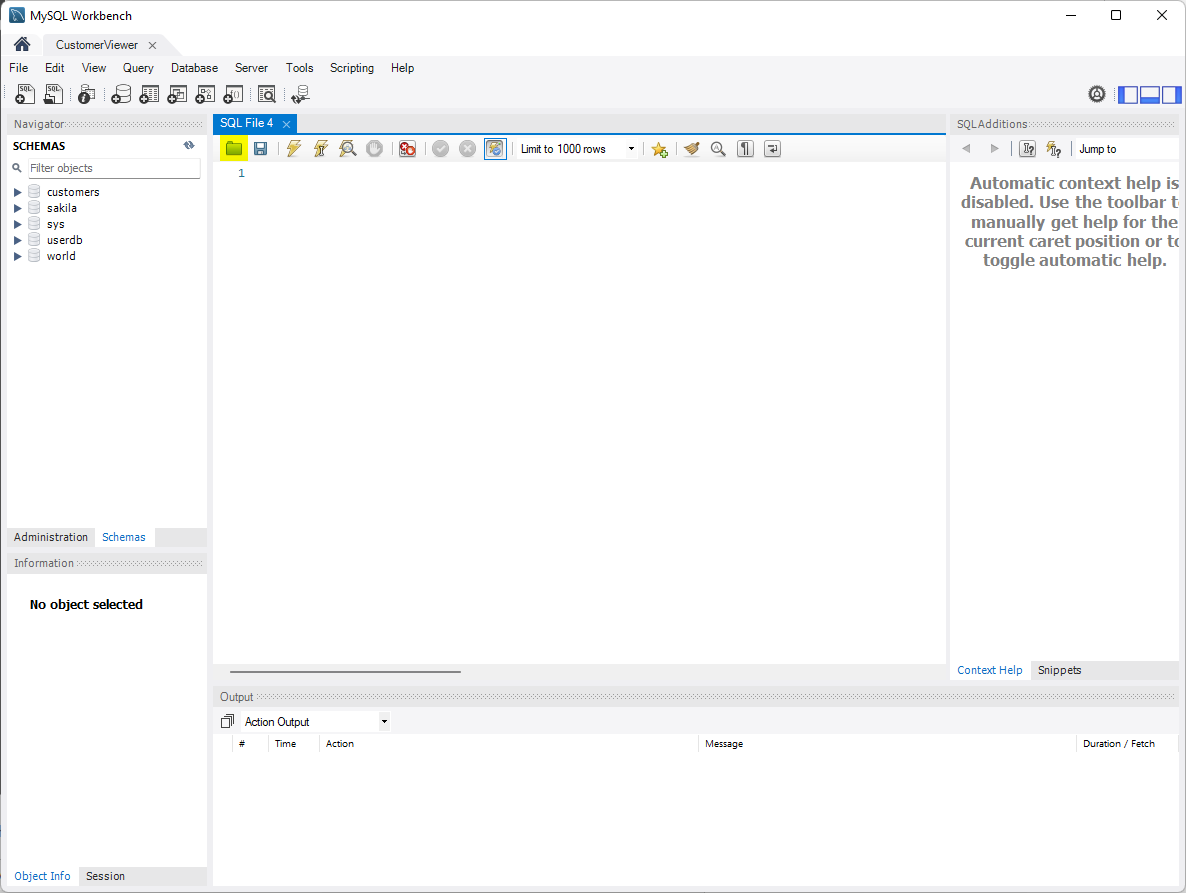 MySQL Workbench
CustomerViewer
File Edit View Query Database Server Tools Scripting Help
SQL SQL
Navigator
SCHEMAS
Filter objects
customers
sakila
sys
userdb
world
Administration Schemas
Information
No object selected
Object Info Session
SQL File 4
Limit to 1000 rows
1
SQLAdditions
Jump to
Automatic context help is
disabled. Use the toolbar t
manually get help for the
current caret position or to
toggle automatic help.
Context Help Snippets
Output
Action Output
# Time Action Message Duration / Fetch